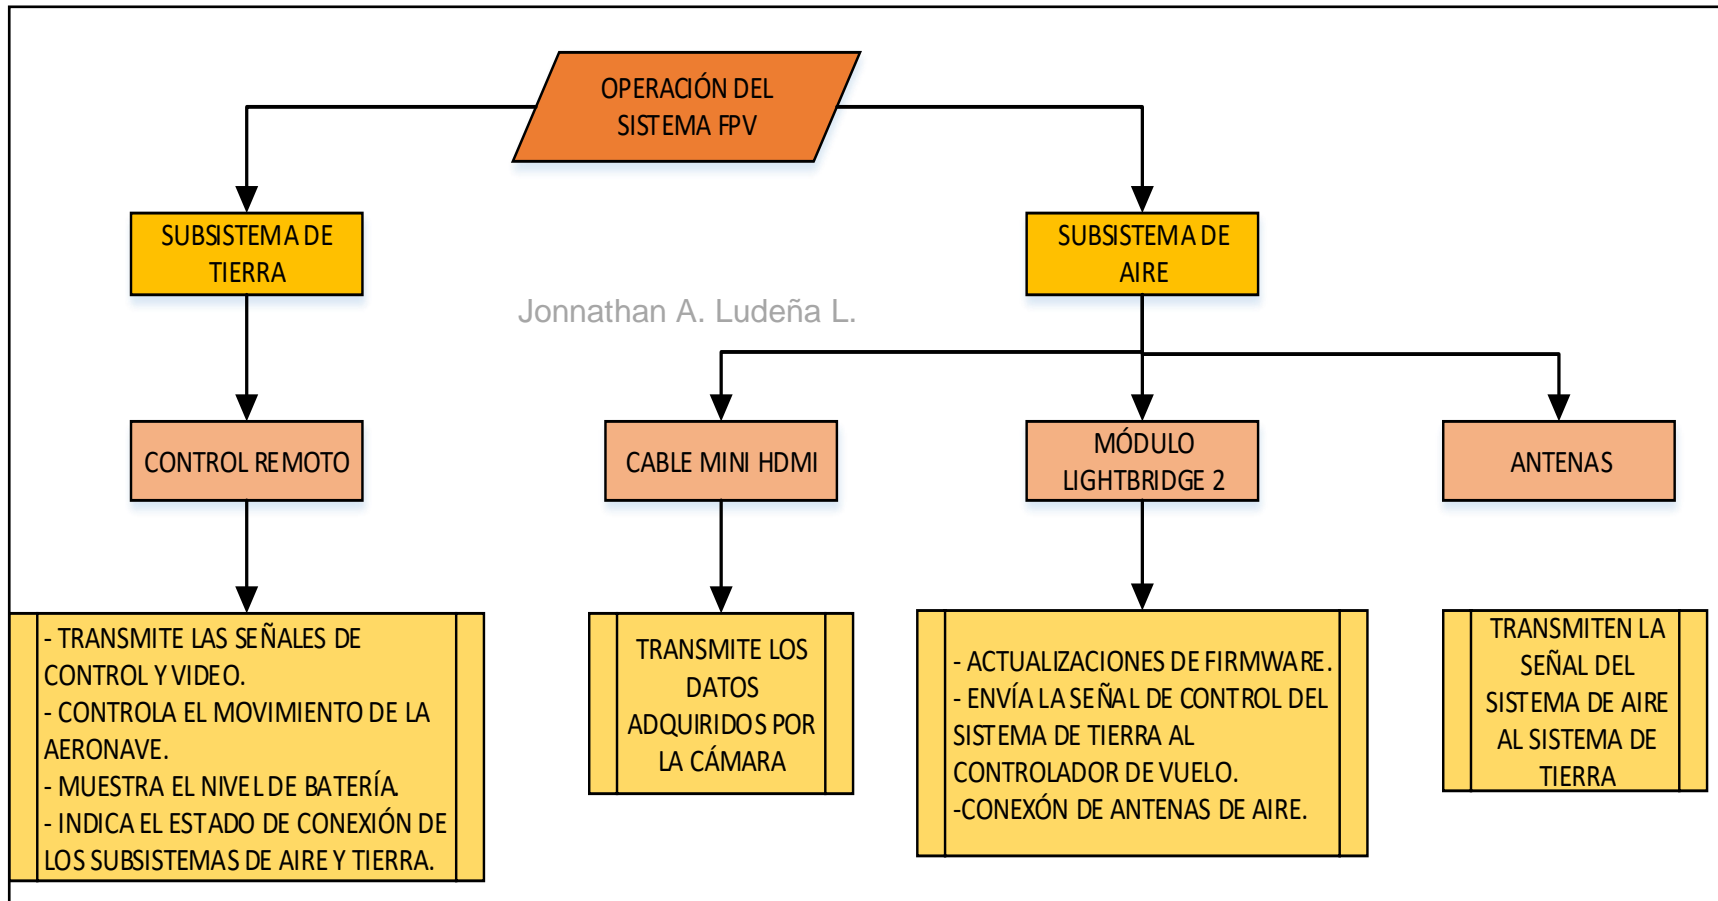 OPERACIÓN DEL
SISTEMA FPV
SUBSISTEMA DE
TIERRA
SUBSISTEMA DE
AIRE
Jonnathan A. Ludeña L.
CONTROL REMOTO
CABLE MINI HDMI
MÓDULO
LIGHTBRIDGE 2
ANTENAS
- TRANSMITE LAS SEÑALES DE
CONTROL Y VIDEO.
- CONTROLA EL MOVIMIENTO DE LA
AERONAVE.
- MUESTRA EL NIVEL DE BATERÍA.
- INDICA EL ESTADO DE CONEXIÓN DE
LOS SUBSISTEMAS DE AIRE Y TIERRA.
TRANSMITE LOS
DATOS
ADQUIRIDOS POR
LA CÁMARA
- ACTUALIZACIONES DE FIRMWARE.
- ENVÍA LA SEÑAL DE CONTROL DEL
SISTEMA DE TIERRA AL
CONTROLADOR DE VUELO.
-CONEXÓN DE ANTENAS DE AIRE.
TRANSMITEN LA
SEÑAL DEL
SISTEMA DE AIRE
AL SISTEMA DE
TIERRA